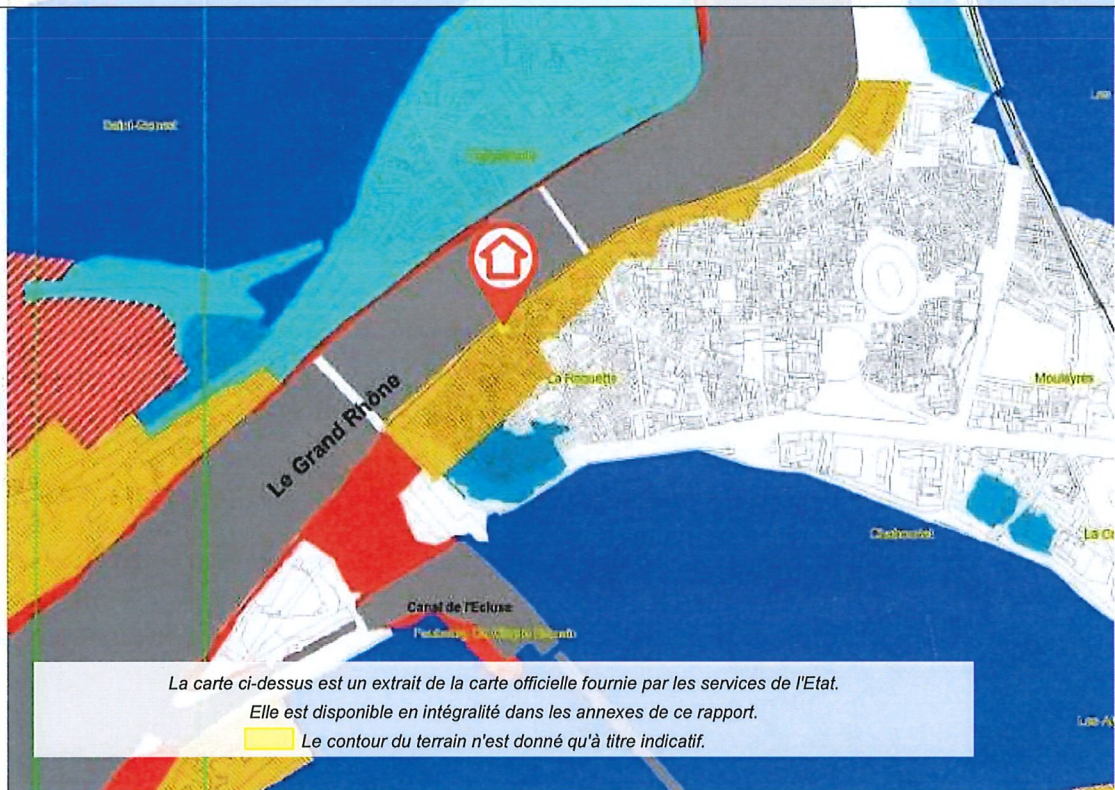 Le Grand Rhône
La Roquette
Mouleyrès
Canal de l'Ecluse
La carte ci-dessus est un extrait de la carte officielle fournie par les services de l'Etat.
Elle est disponible en intégralité dans les annexes de ce rapport.
Le contour du terrain n'est donné qu'à titre indicatif.